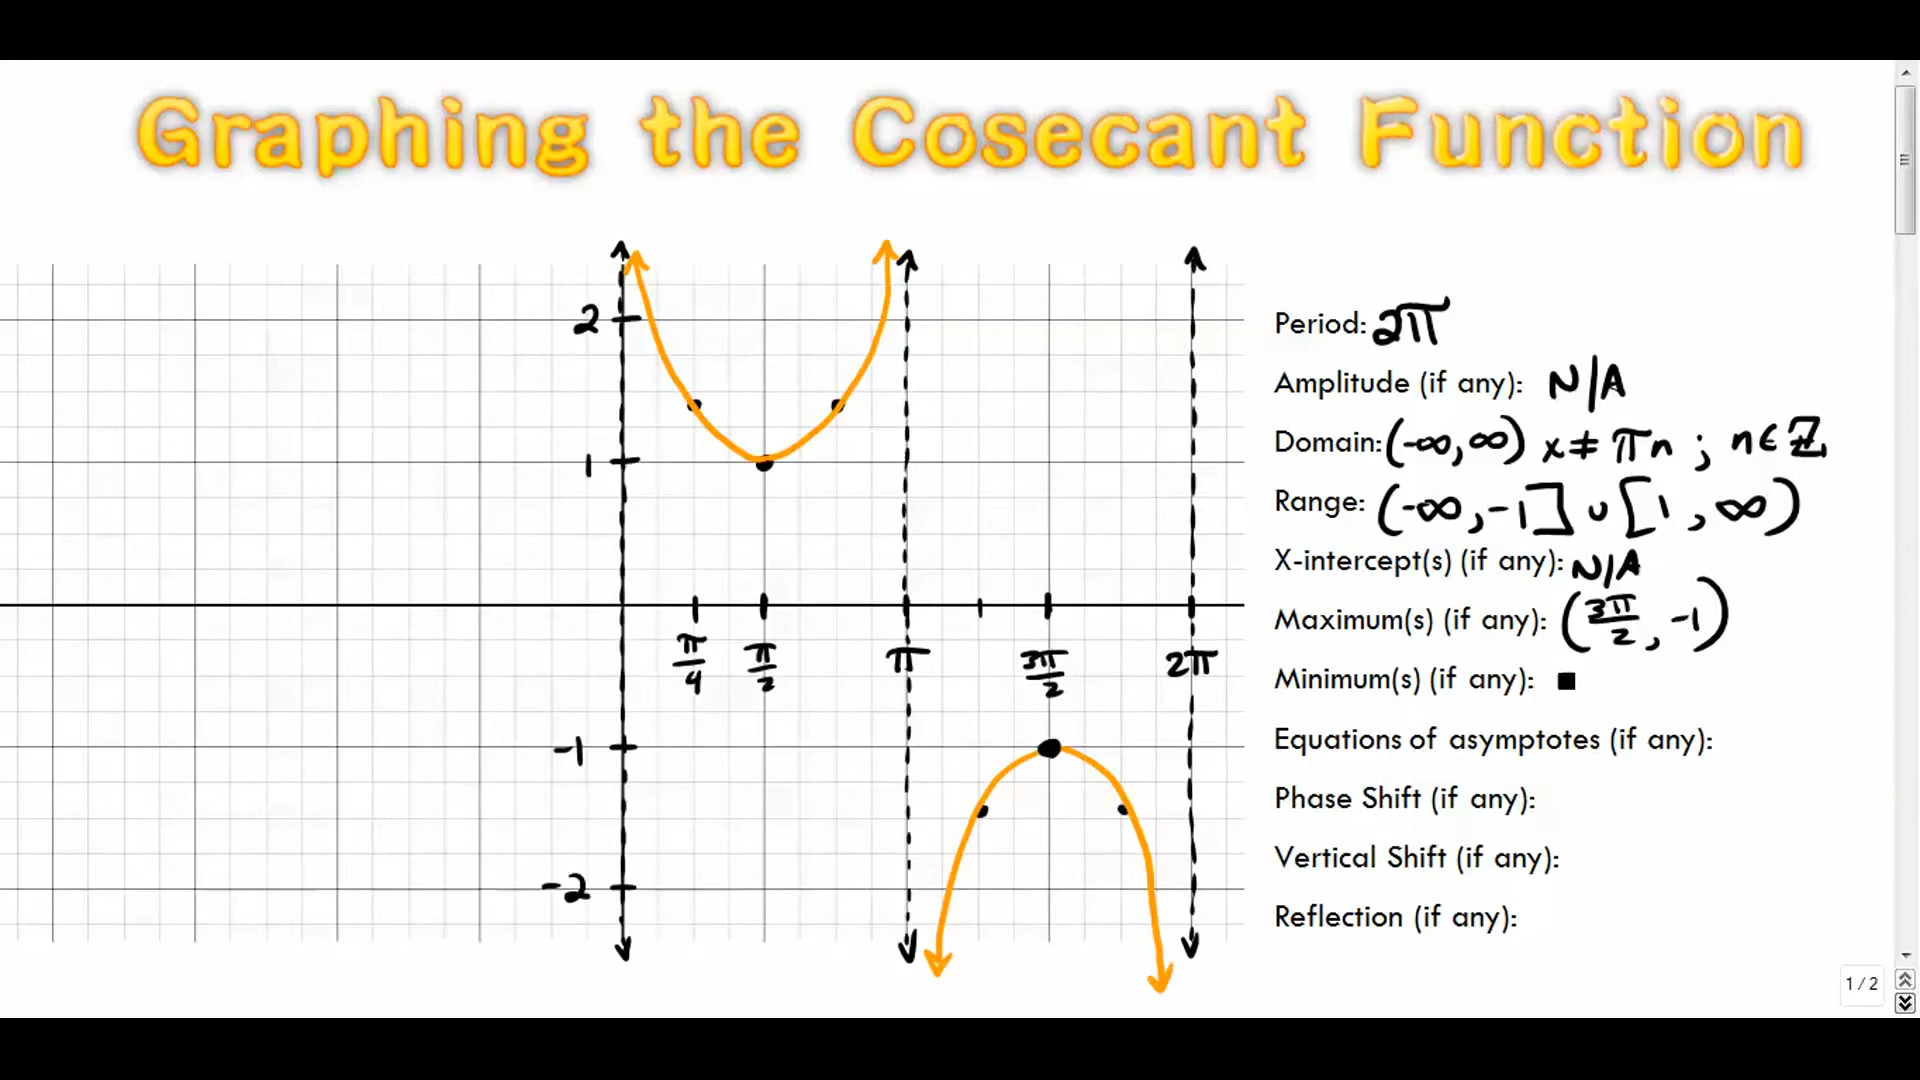 Graphing the Cosecant Function
2
1
π/4 π/2 π 3π/2 2π
-1
-2
Period: 2π
Amplitude (if any): N/A
Domain: (-∞,∞) x ≠ πn ; n∈ℤ
Range: (-∞,-1] ∪ [1, ∞)
X-intercept(s) (if any): N/A
Maximum(s) (if any): (3π/2, -1)
Minimum(s) (if any):
Equations of asymptotes (if any):
Phase Shift (if any):
Vertical Shift (if any):
Reflection (if any):
1 / 2